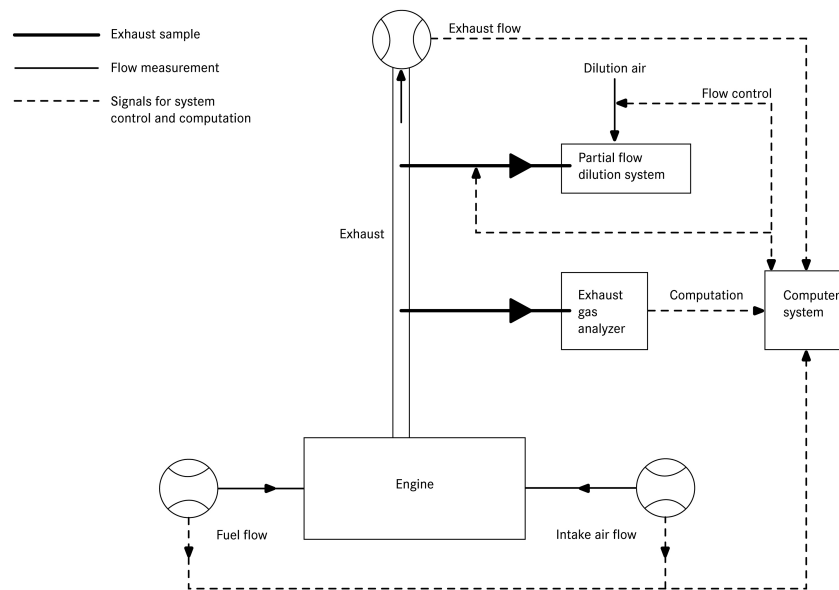 Exhaust sample
Flow measurement
Signals for system
control and computation
Exhaust flow
Dilution air
Flow control
Partial flow
dilution system
Exhaust
Exhaust
gas
analyzer
Computation
Computer
system
Engine
Fuel flow
Intake air flow